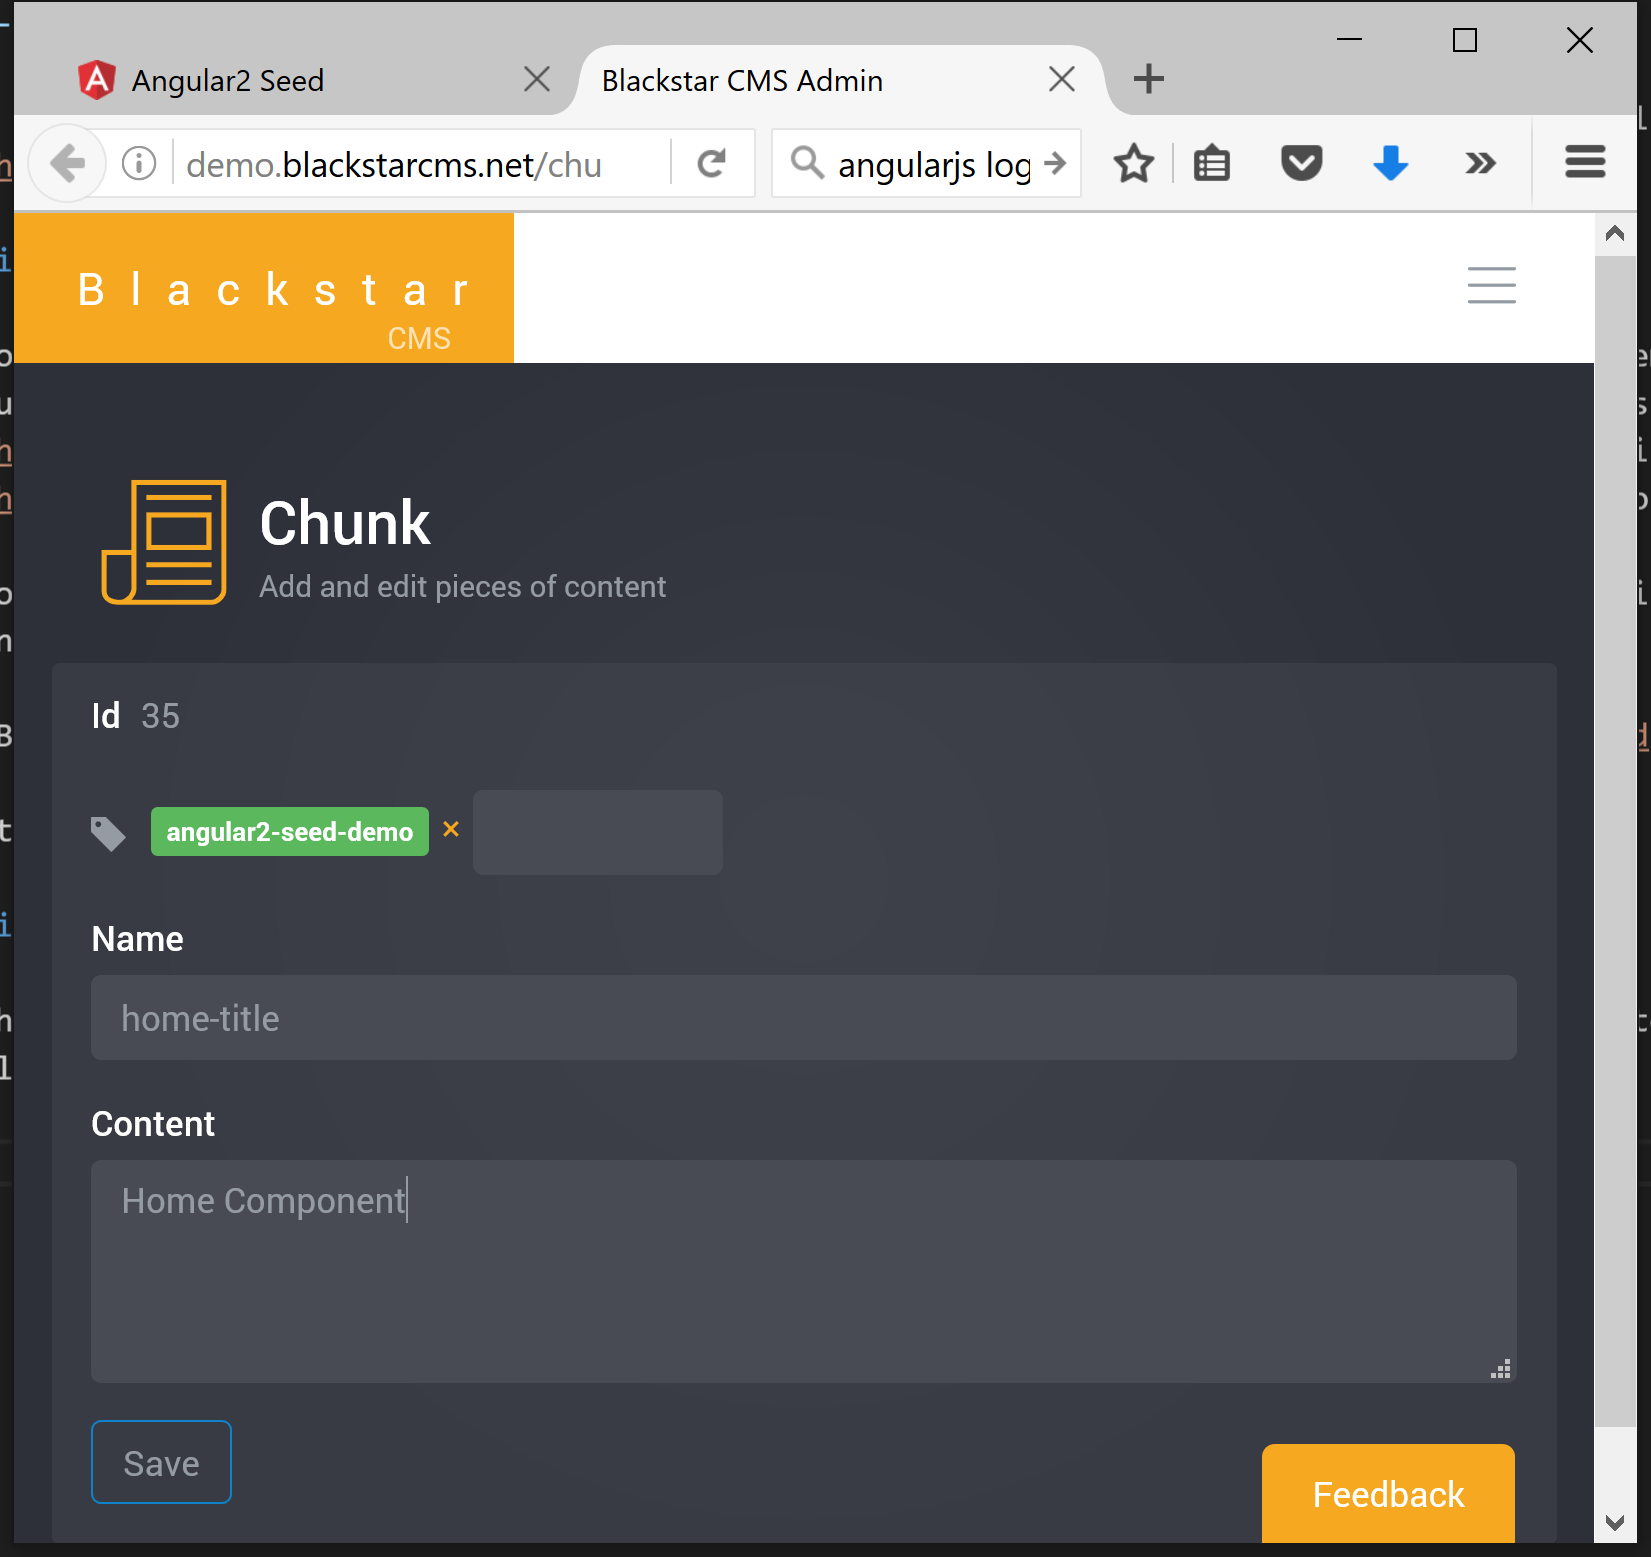 Angular2 Seed
Blackstar CMS Admin
demo.blackstarcms.net/chu
angularjs log
Blackstar
CMS
Chunk
Add and edit pieces of content
Id 35
angular2-seed-demo ×
Name
home-title
Content
Home Component
Save
Feedback